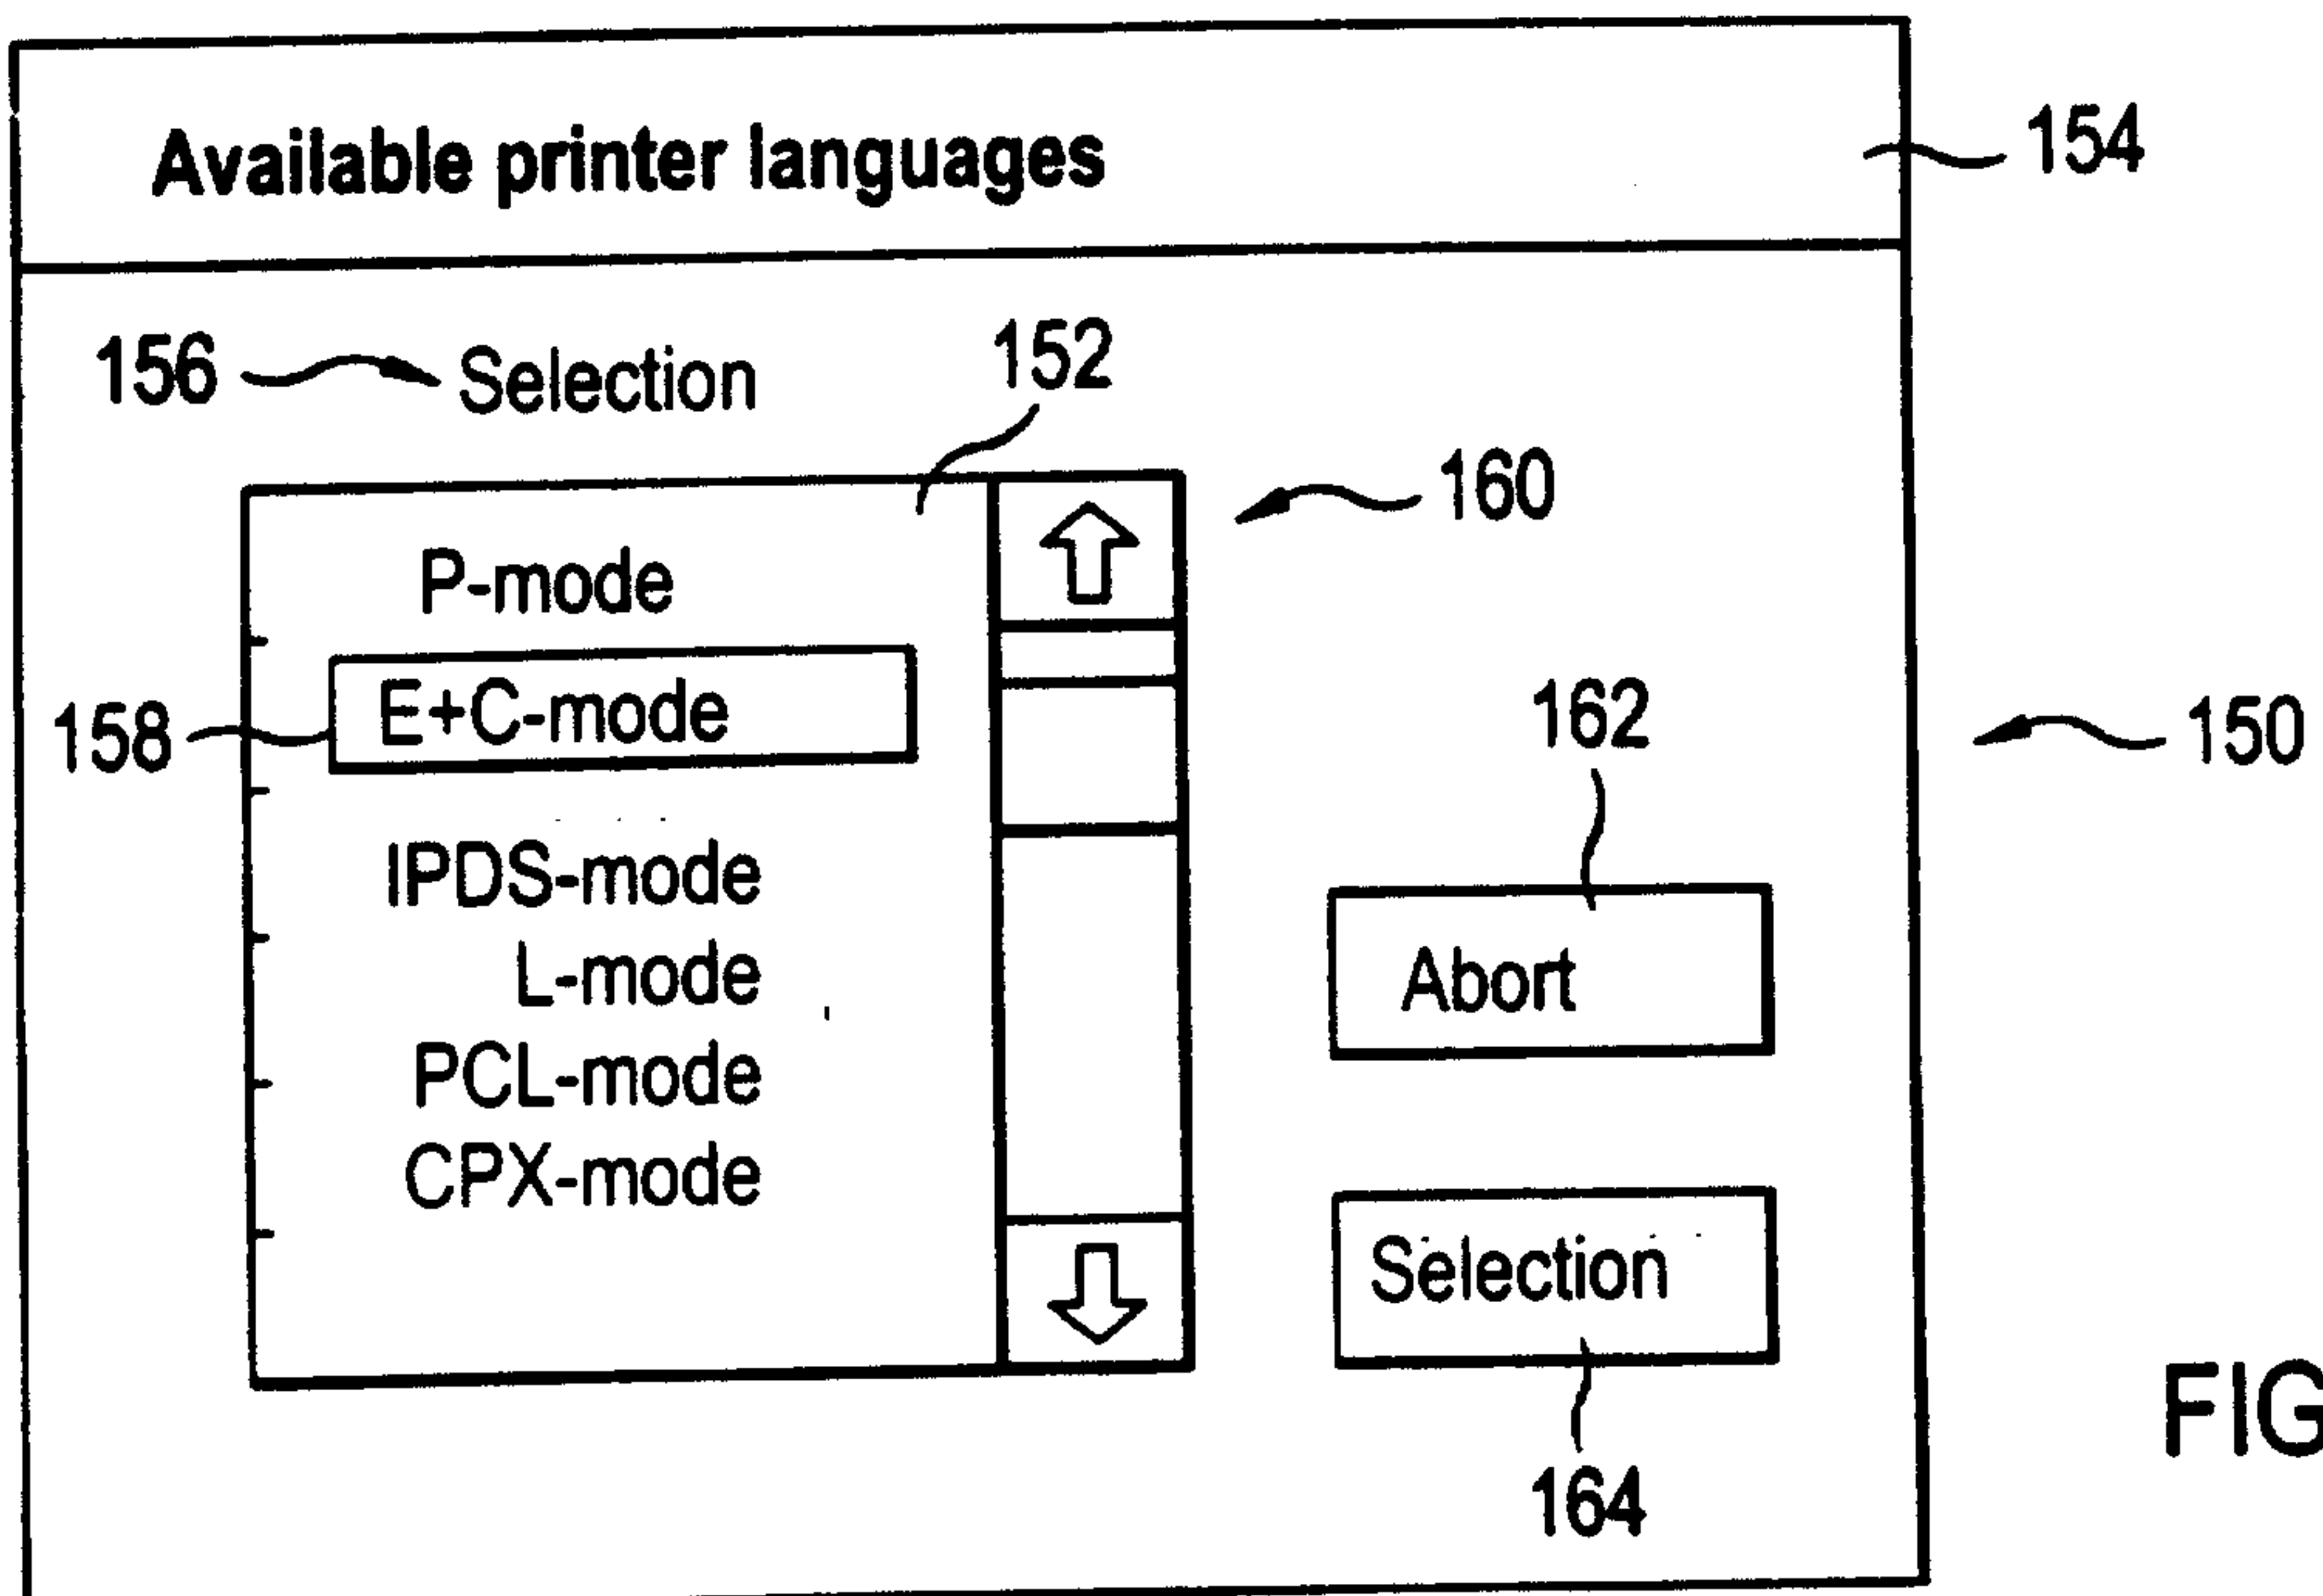 Available printer languages
154
156
Selection
152
160
P-mode
158
E+C-mode
162
150
IPDS-mode
L-mode
Abort
PCL-mode
CPX-mode
Selection
FIG
164